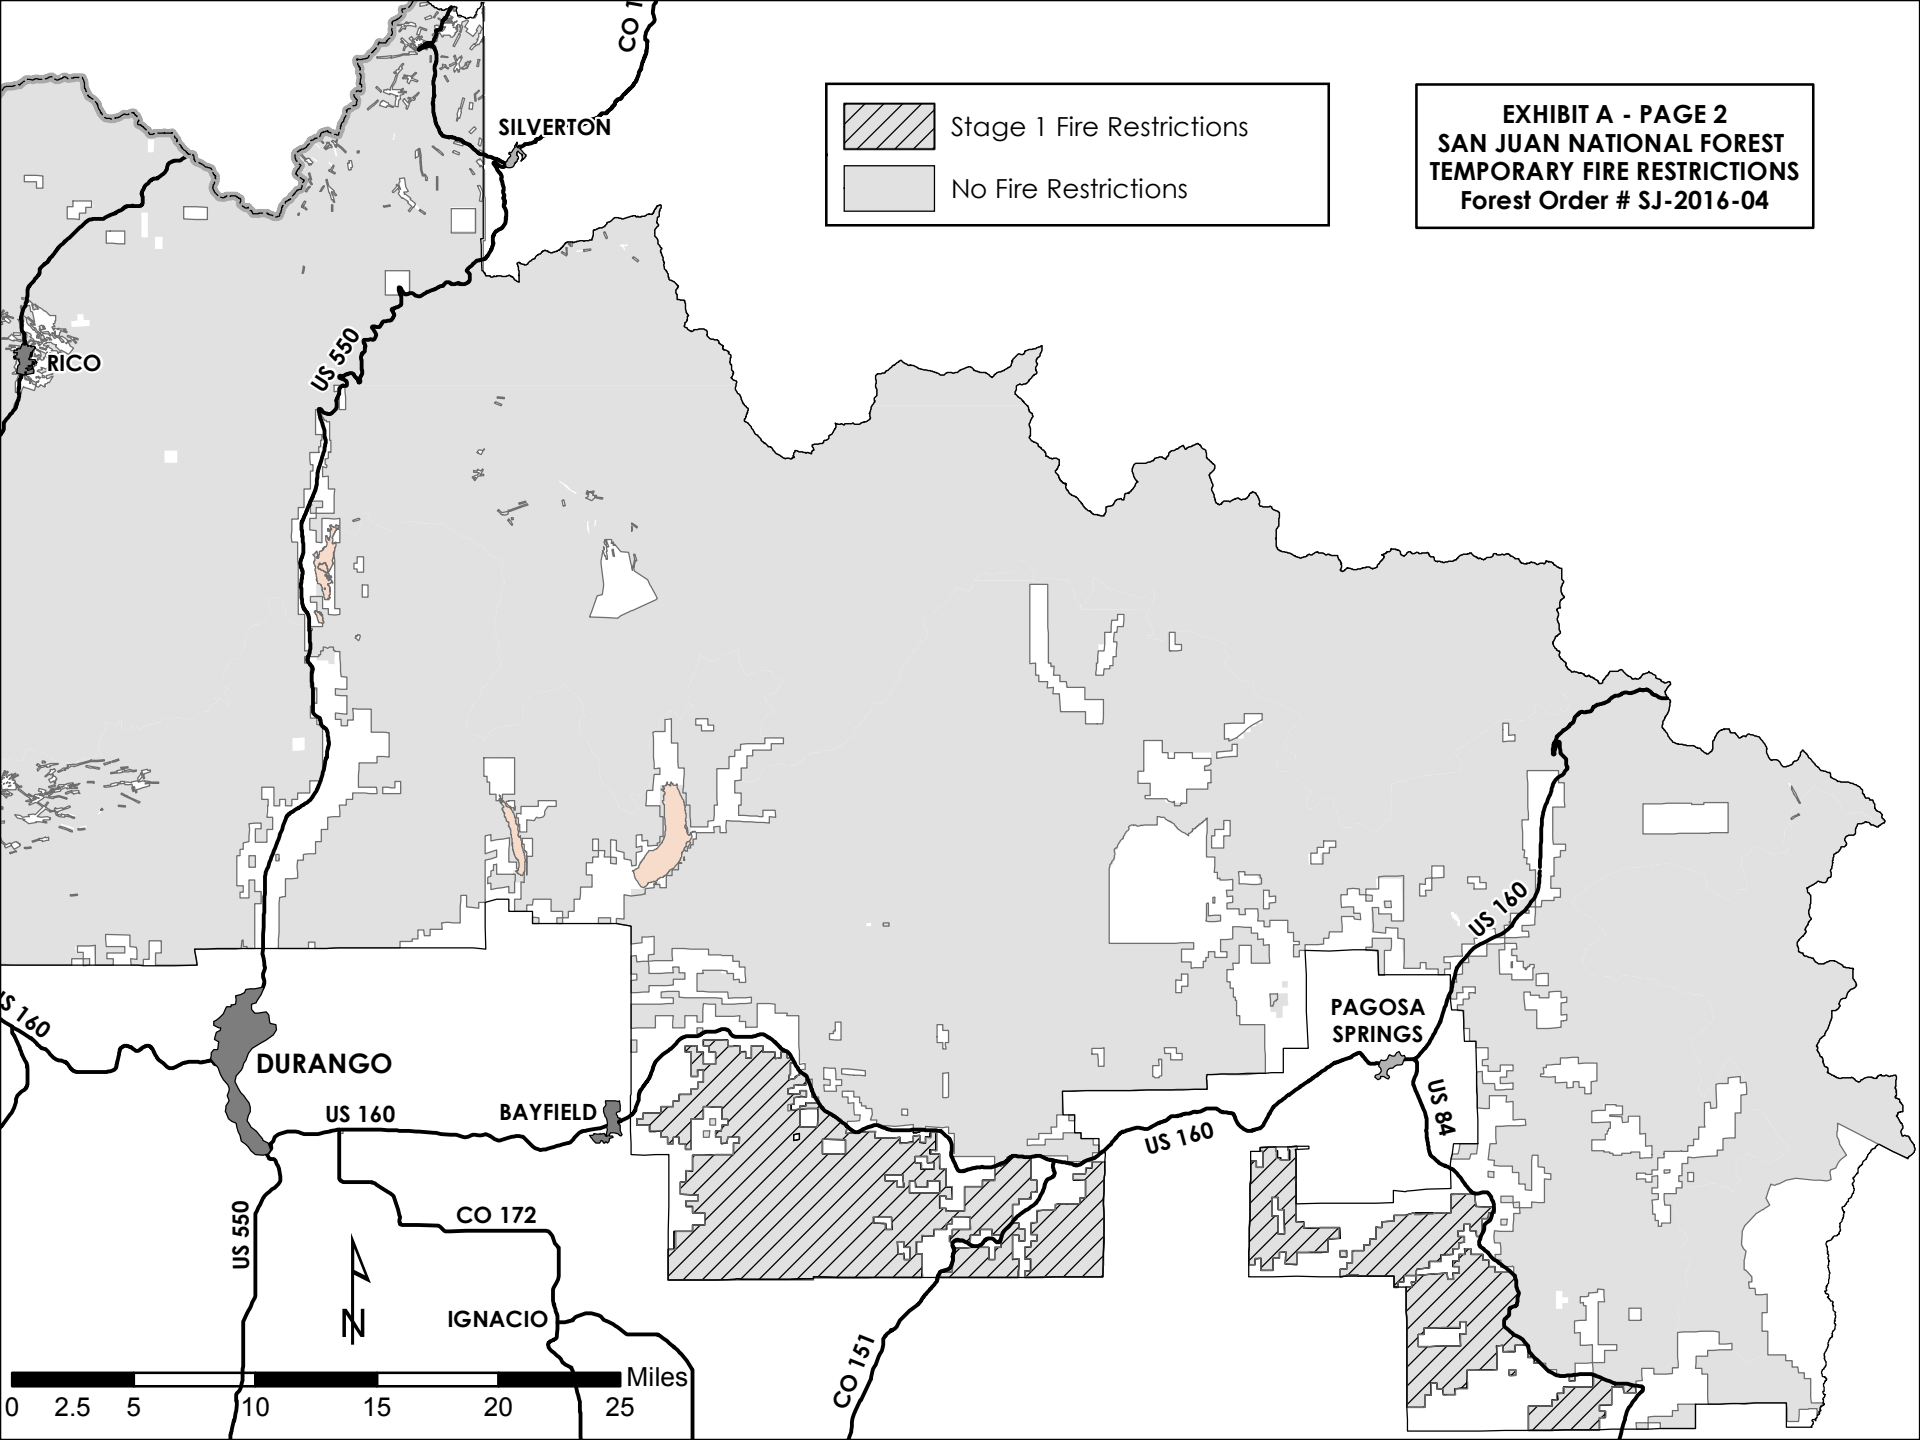 CO 1
SILVERTON
Stage 1 Fire Restrictions
No Fire Restrictions
EXHIBIT A - PAGE 2
SAN JUAN NATIONAL FOREST
TEMPORARY FIRE RESTRICTIONS
Forest Order # SJ-2016-04
US 550
RICO
US 160
US 160
PAGOSA
SPRINGS
DURANGO
US 160
BAYFIELD
US 160
US 84
US 550
CO 172
N
IGNACIO
CO 151
Miles
0 2.5 5 10 15 20 25